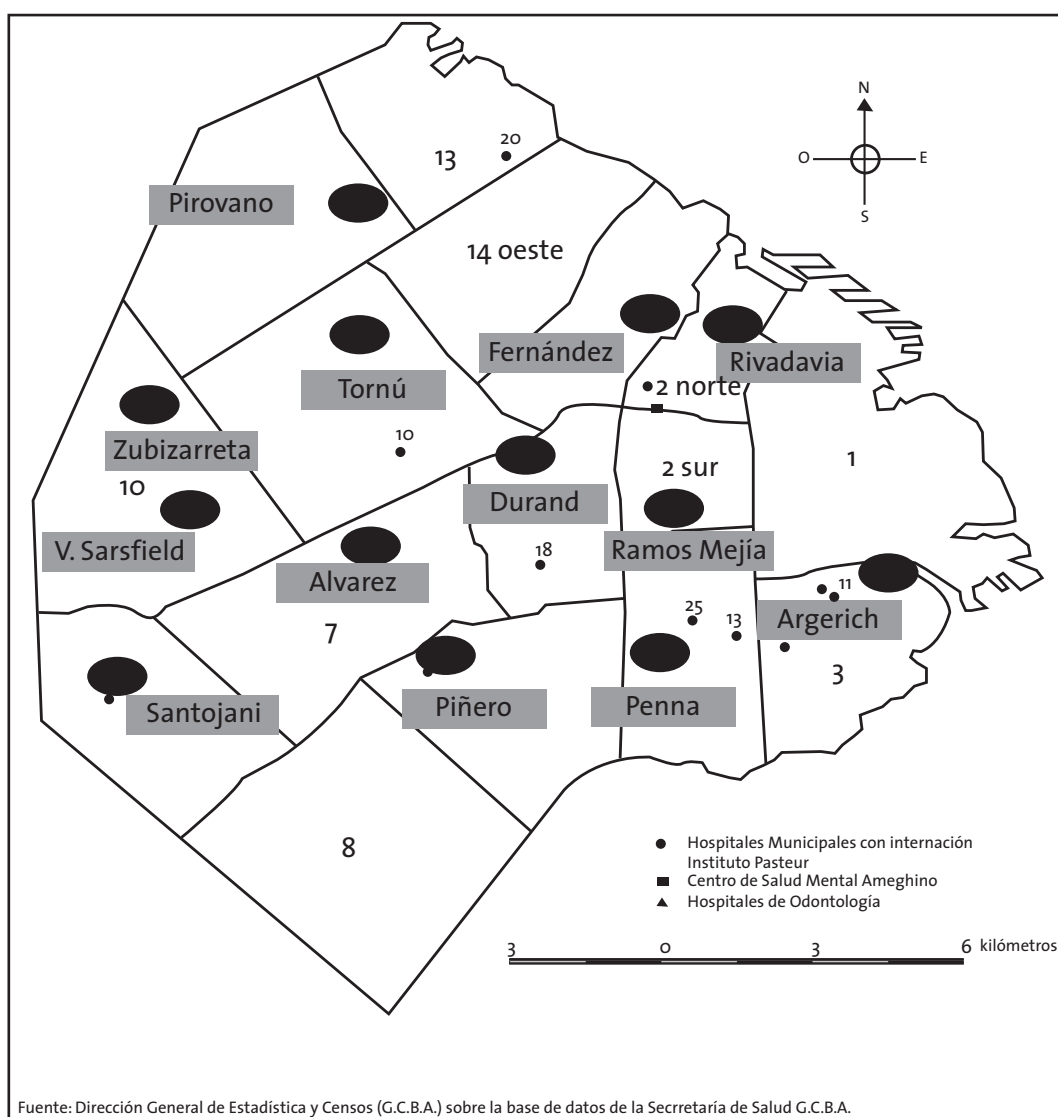 N
20
13
O
E
S
Pirovano
14 oeste
Fernández
Rivadavia
Tornú
2 norte
Zubizarreta
10
10
2 sur
1
Durand
V. Sarsfield
Ramos Mejía
18
Alvarez
11
7
25
13
Argerich
3
Santojani
Piñero
Penna
8
Hospitales Municipales con internación
Instituto Pasteur
Centro de Salud Mental Ameghino
Hospitales de Odontología
3 0 3 6 kilómetros
Fuente: Dirección General de Estadística y Censos (G.C.B.A.) sobre la base de datos de la Secrretaría de Salud G.C.B.A.